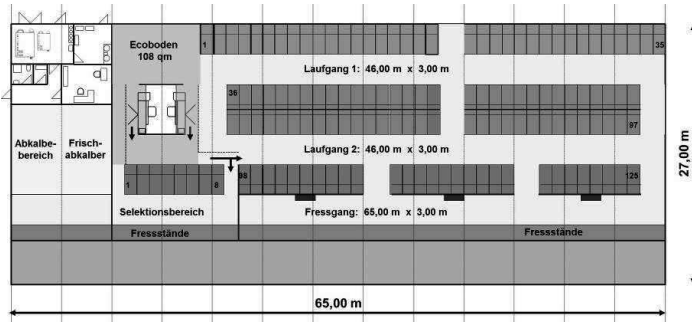 Ecoboden
108 qm
1
35
Laufgang 1: 46,00 m x 3,00 m
36
97
Abkalbe-
bereich
Frisch-
abkalber
Laufgang 2: 46,00 m x 3,00 m
27,00 m
1
8
98
125
Selektionsbereich
Fressgang: 65,00 m x 3,00 m
Fressstände
Fressstände
65,00 m